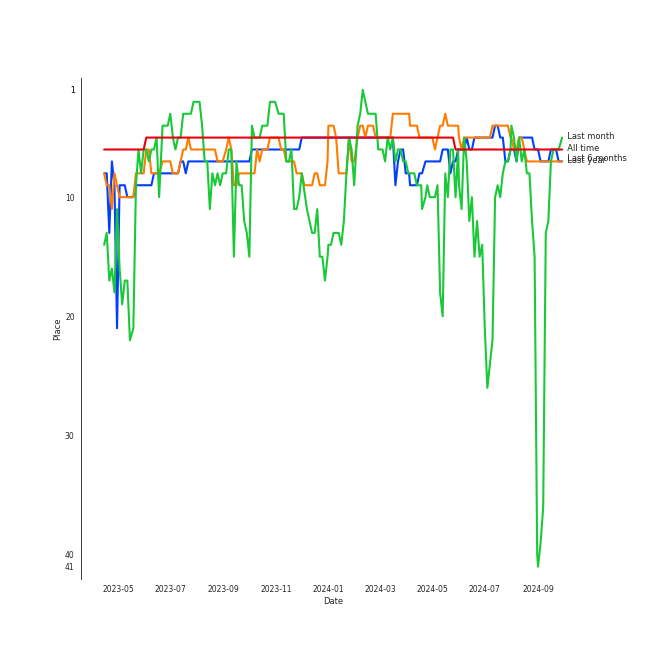 1
10
20
30
40
41
Place
2023-05
2023-07
2023-09
2023-11
2024-01
2024-03
2024-05
2024-07
2024-09
Date
Last month
All time
Last 6 months
Last year